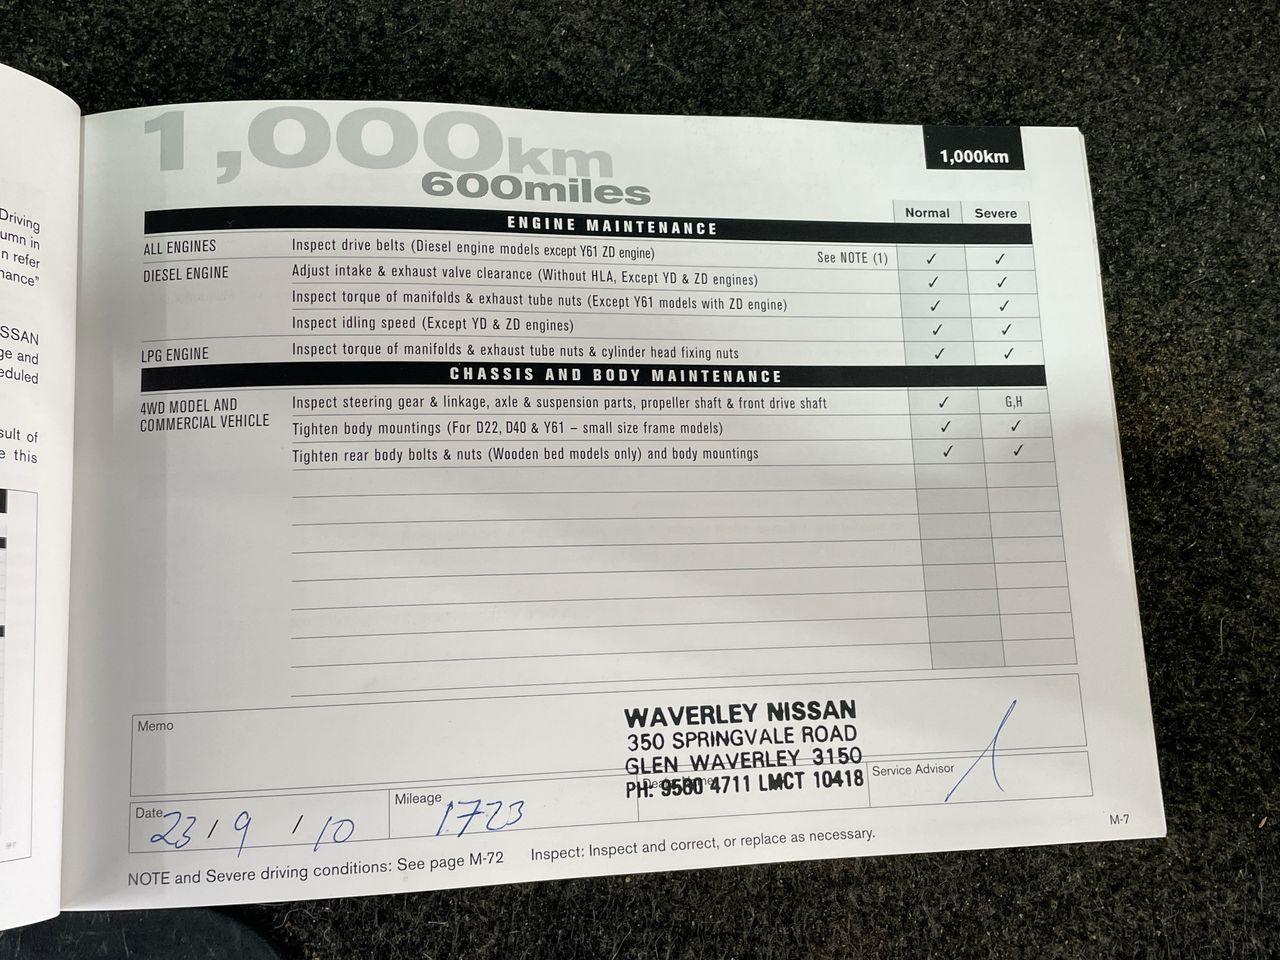 Driving
umn in
n refer
nance"
ISSAN
ge and
eduled
sult of
e this
1,000km
600miles
1,000km
Normal Severe
ENGINE MAINTENANCE
ALL ENGINES Inspect drive belts (Diesel engine models except Y61 ZD engine) See NOTE (1) ✓ ✓
DIESEL ENGINE Adjust intake & exhaust valve clearance (Without HLA, Except YD & ZD engines) ✓ ✓
Inspect torque of manifolds & exhaust tube nuts (Except Y61 models with ZD engine) ✓ ✓
Inspect idling speed (Except YD & ZD engines) ✓ ✓
LPG ENGINE Inspect torque of manifolds & exhaust tube nuts & cylinder head fixing nuts ✓ ✓
CHASSIS AND BODY MAINTENANCE
4WD MODEL AND Inspect steering gear & linkage, axle & suspension parts, propeller shaft & front drive shaft ✓ G,H
COMMERCIAL VEHICLE Tighten body mountings (For D22, D40 & Y61 – small size frame models) ✓ ✓
Tighten rear body bolts & nuts (Wooden bed models only) and body mountings ✓ ✓
Memo
WAVERLEY NISSAN
350 SPRINGVALE ROAD
GLEN WAVERLEY 3150
PH: 9560 4711 LMCT 10418
Service Advisor
Date 23 / 9 / 10
Mileage 1723
NOTE and Severe driving conditions: See page M-72 Inspect: Inspect and correct, or replace as necessary.
M-7